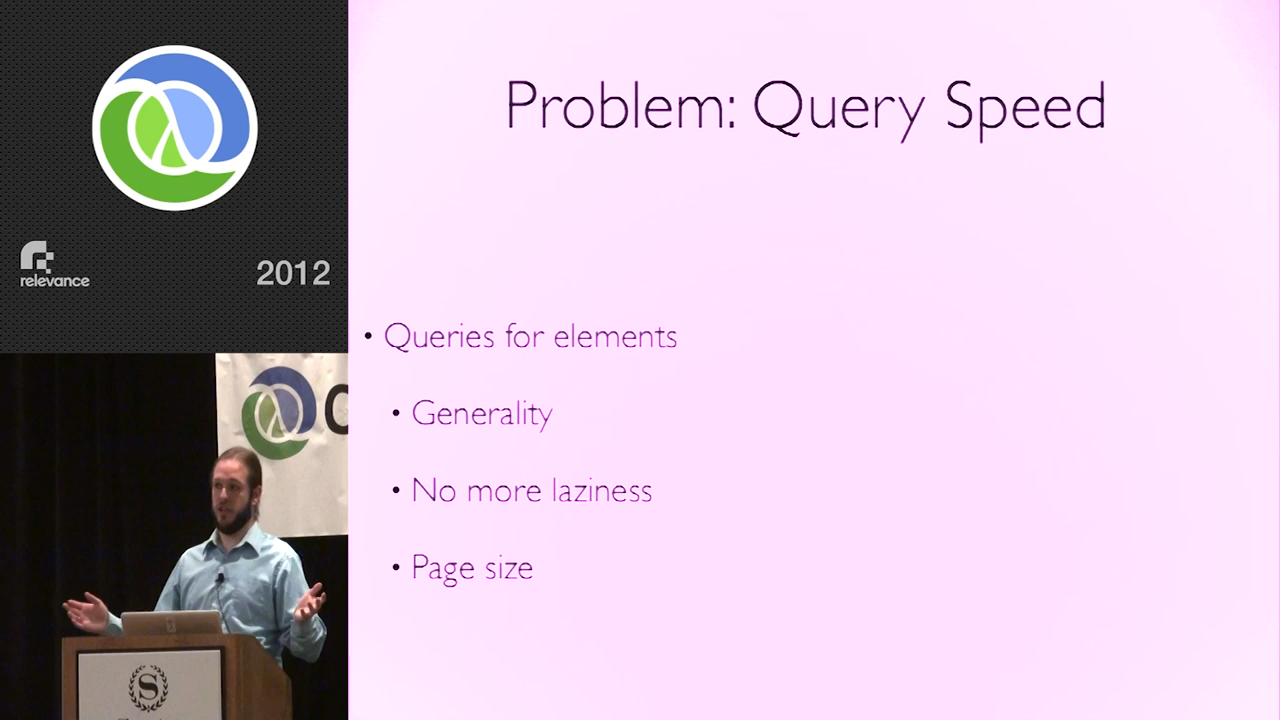 relevance
2012
Problem: Query Speed
• Queries for elements
• Generality
• No more laziness
• Page size
C
S